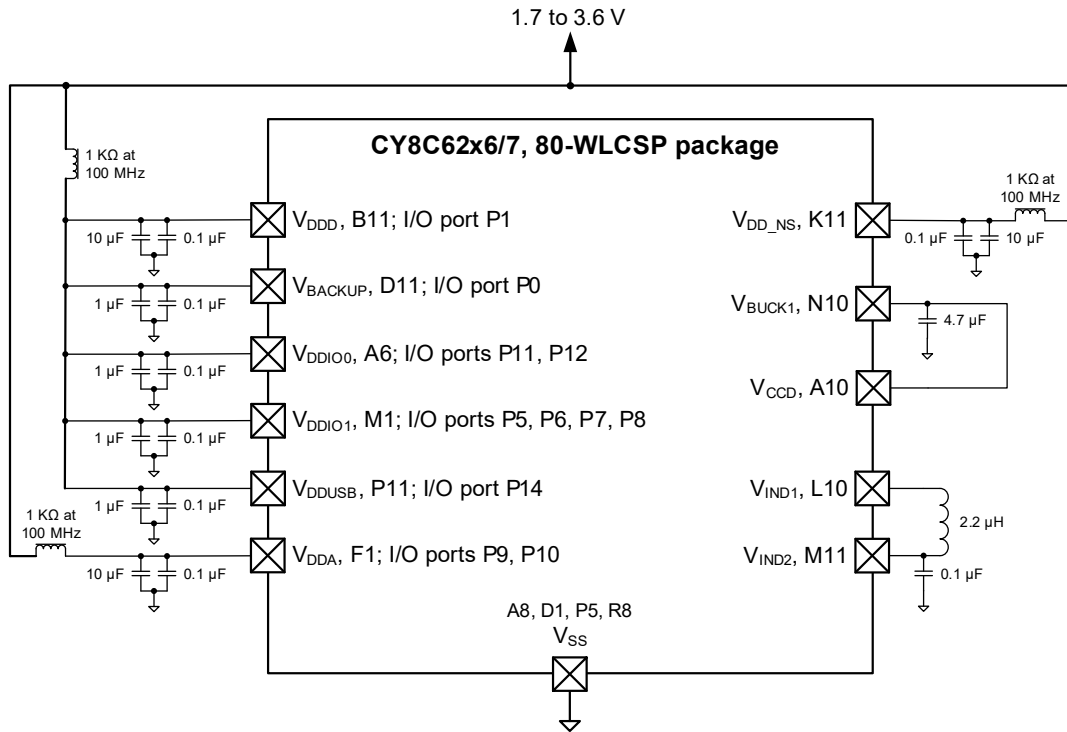 1.7 to 3.6 V
CY8C62x6/7, 80-WLCSP package
1 KΩ at
100 MHz
1 KΩ at
100 MHz
VDDD, B11; I/O port P1
10 µF
0.1 µF
VDD_NS, K11
0.1 µF
10 µF
VBACKUP, D11; I/O port P0
1 µF
0.1 µF
VBUCK1, N10
4.7 µF
VDDIO0, A6; I/O ports P11, P12
1 µF
0.1 µF
VCCD, A10
VDDIO1, M1; I/O ports P5, P6, P7, P8
1 µF
0.1 µF
VDDUSB, P11; I/O port P14
1 µF
0.1 µF
VIND1, L10
2.2 µH
1 KΩ at
100 MHz
VDDA, F1; I/O ports P9, P10
10 µF
0.1 µF
VIND2, M11
0.1 µF
A8, D1, P5, R8
VSS